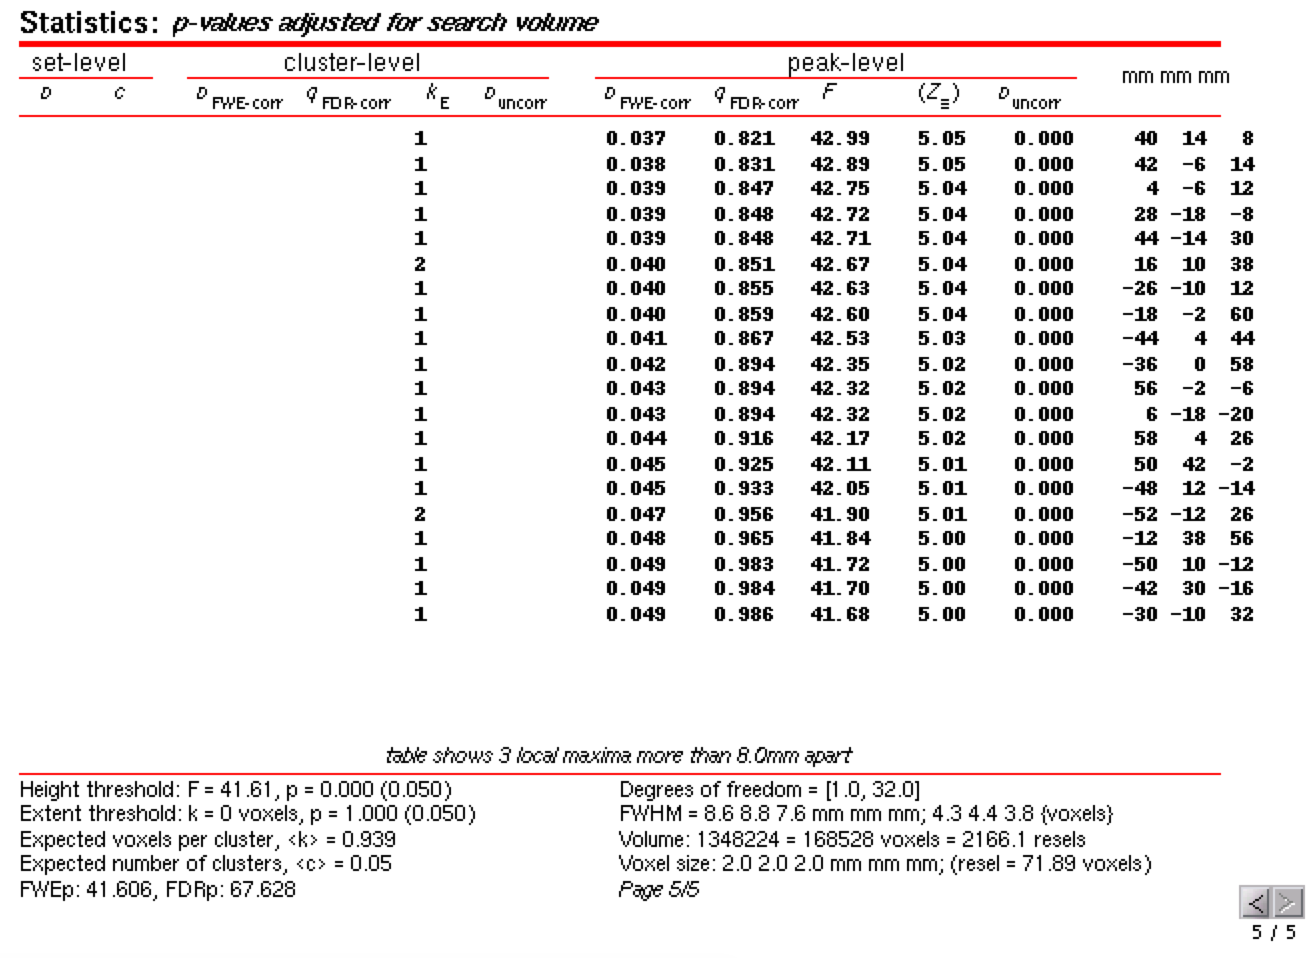 Statistics: p-values adjusted for search volume
set-level cluster-level peak-level mm mm mm
p c p FWE-corr q FDR-corr k E p uncorr p FWE-corr q FDR-corr F (Z≡) p uncorr
1 0.037 0.821 42.99 5.05 0.000 40 14 8
1 0.038 0.831 42.89 5.05 0.000 42 -6 14
1 0.039 0.847 42.75 5.04 0.000 4 -6 12
1 0.039 0.848 42.72 5.04 0.000 28 -18 -8
1 0.039 0.848 42.71 5.04 0.000 44 -14 30
2 0.040 0.851 42.67 5.04 0.000 16 10 38
1 0.040 0.855 42.63 5.04 0.000 -26 -10 12
1 0.040 0.859 42.60 5.04 0.000 -18 -2 60
1 0.041 0.867 42.53 5.03 0.000 -44 4 44
1 0.042 0.894 42.35 5.02 0.000 -36 0 58
1 0.043 0.894 42.32 5.02 0.000 56 -2 -6
1 0.043 0.894 42.32 5.02 0.000 6 -18 -20
1 0.044 0.916 42.17 5.02 0.000 58 4 26
1 0.045 0.925 42.11 5.01 0.000 50 42 -2
1 0.045 0.933 42.05 5.01 0.000 -48 12 -14
2 0.047 0.956 41.90 5.01 0.000 -52 -12 26
1 0.048 0.965 41.84 5.00 0.000 -12 38 56
1 0.049 0.983 41.72 5.00 0.000 -50 10 -12
1 0.049 0.984 41.70 5.00 0.000 -42 30 -16
1 0.049 0.986 41.68 5.00 0.000 -30 -10 32
table shows 3 local maxima more than 8.0mm apart
Height threshold: F = 41.61, p = 0.000 (0.050) Degrees of freedom = [1.0, 32.0]
Extent threshold: k = 0 voxels, p = 1.000 (0.050) FWHM = 8.6 8.8 7.6 mm mm mm; 4.3 4.4 3.8 {voxels}
Expected voxels per cluster, <k> = 0.939 Volume: 1348224 = 168528 voxels = 2166.1 resels
Expected number of clusters, <c> = 0.05 Voxel size: 2.0 2.0 2.0 mm mm mm; (resel = 71.89 voxels)
FWEp: 41.606, FDRp: 67.628 Page 5/5
< >
5 / 5